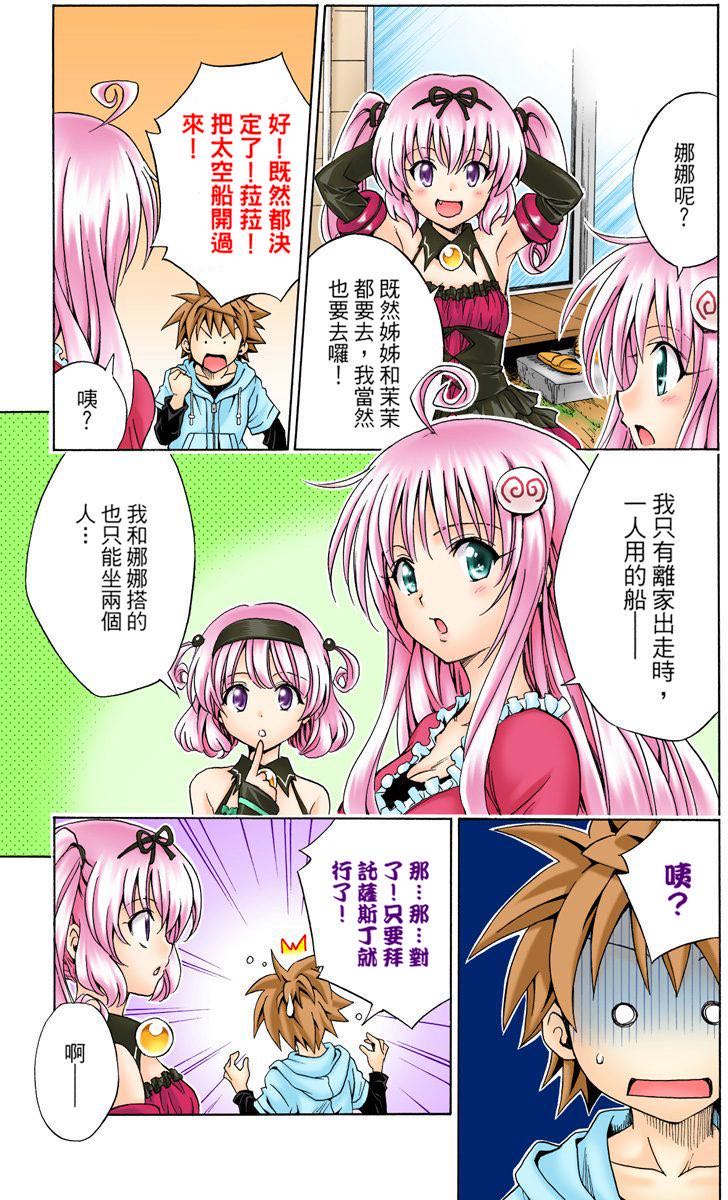 娜娜呢？
既然姊姊和茉茉
都要去，我當然
也要去囉！
好！既然都決
定了！菈菈！
把太空船開過
來！
咦？
我只有離家出走時，
一人用的船——
我和娜娜搭的
也只能坐兩個
人…
咦？
那…那…對
了！只要拜
託薩斯丁就
行了！
啊——